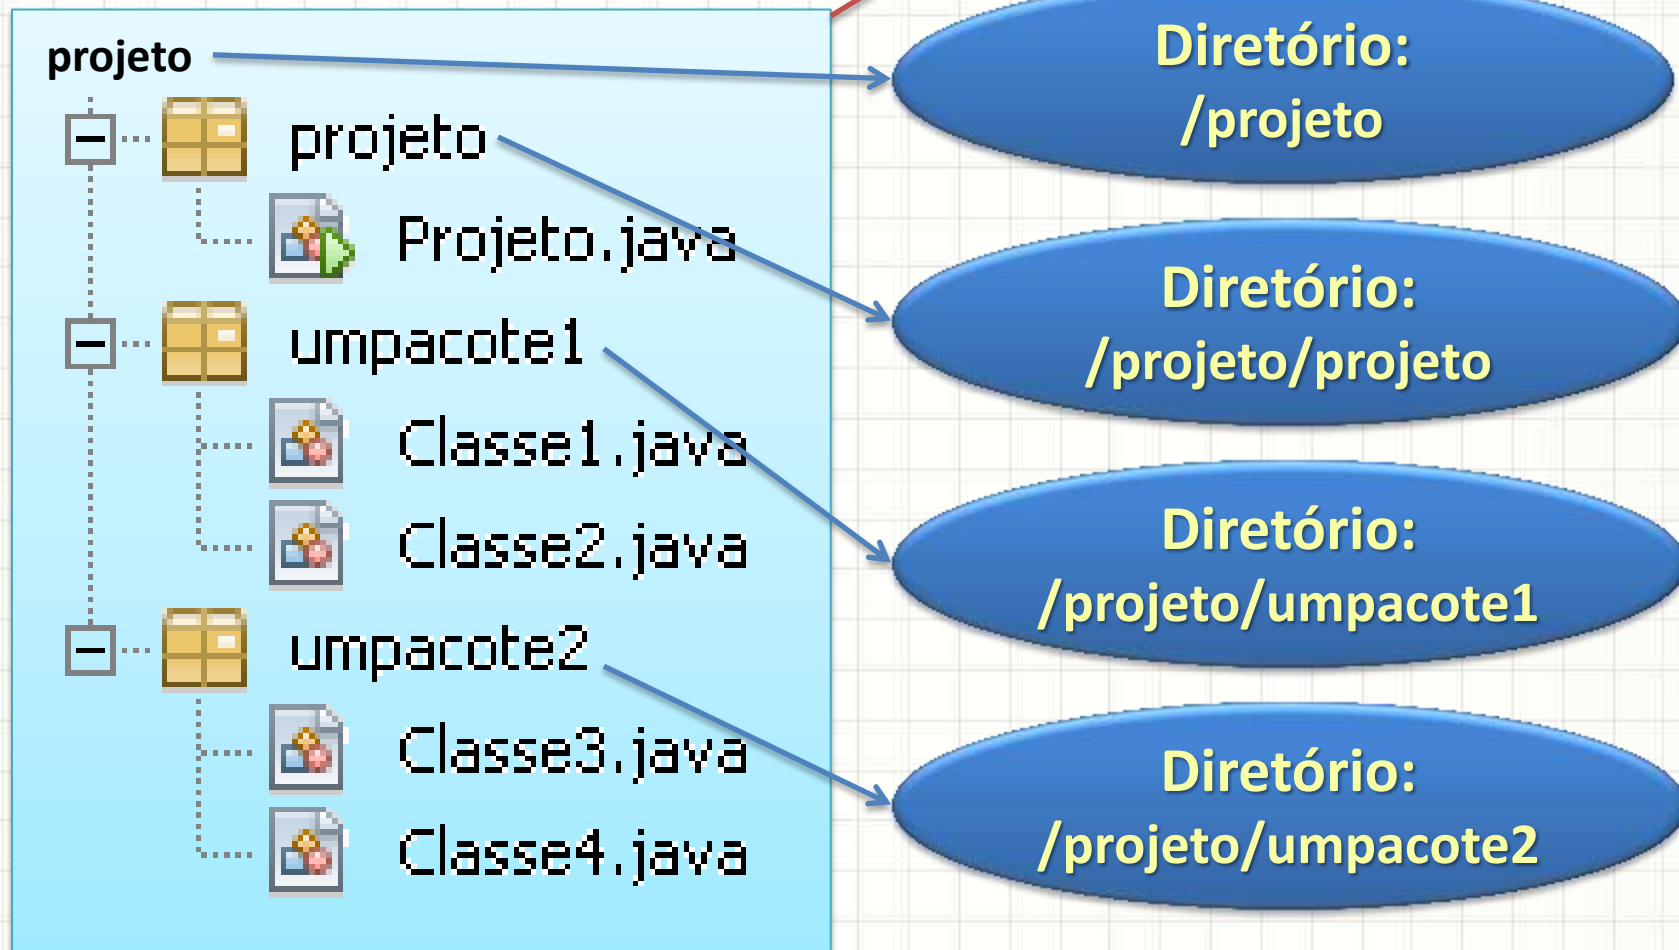 projeto
projeto
Projeto.java
umpacote1
Classe1.java
Classe2.java
umpacote2
Classe3.java
Classe4.java
Diretório:
/projeto
Diretório:
/projeto/projeto
Diretório:
/projeto/umpacote1
Diretório:
/projeto/umpacote2